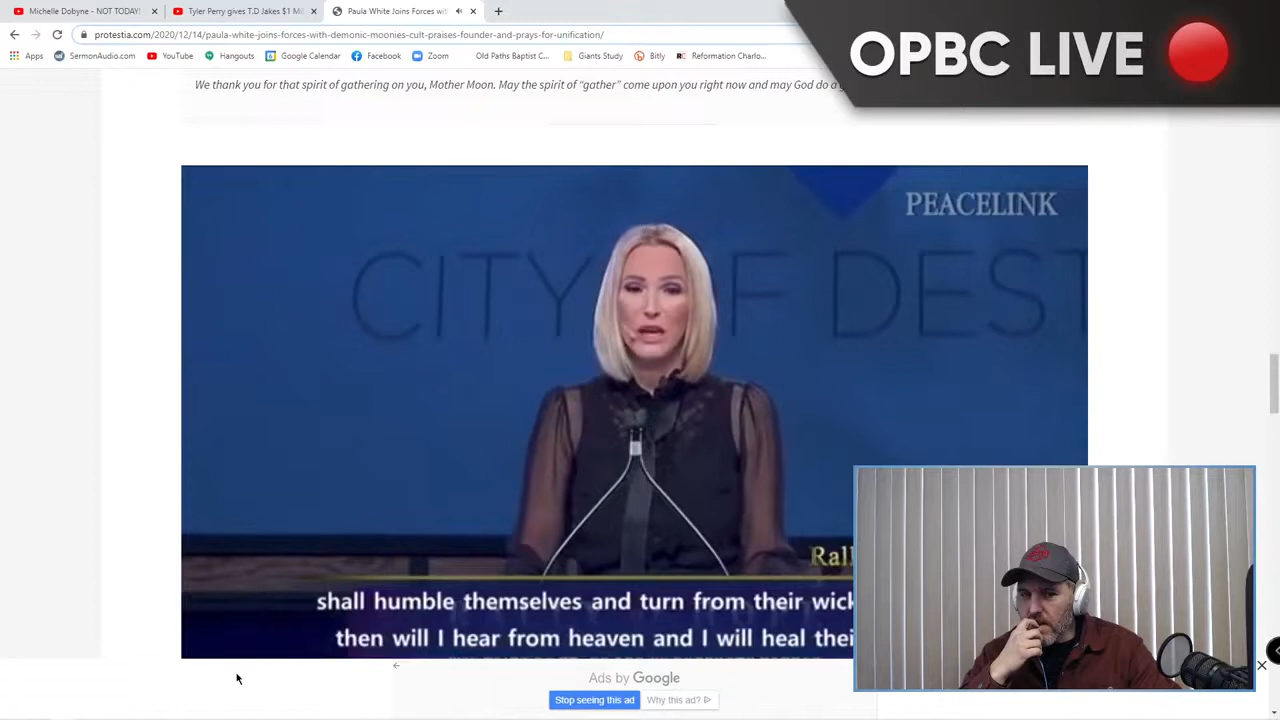 Michelle Dobyne - NOT TODAY!
Tyler Perry gives T.D Jakes $1 Mil
Paula White Joins Forces wit
protestia.com/2020/12/14/paula-white-joins-forces-with-demonic-moonies-cult-praises-founder-and-prays-for-unification/
Apps SermonAudio.com YouTube Hangouts Google Calendar Facebook Zoom Old Paths Baptist C... Giants Study Bitly Reformation Charlo...
OPBC LIVE
We thank you for that spirit of gathering on you, Mother Moon. May the spirit of “gather” come upon you right now and may God do a g
PEACELINK
CITY OF DEST
Rall
shall humble themselves and turn from their wick
then will I hear from heaven and I will heal thei
Ads by Google
Stop seeing this ad
Why this ad?